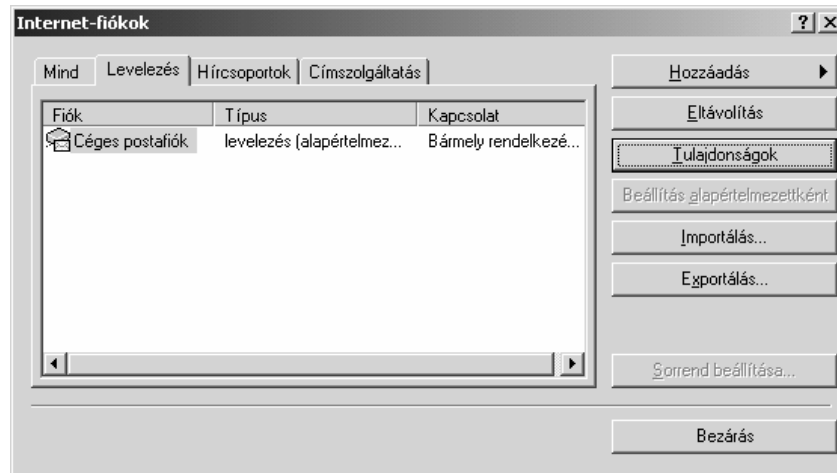 Internet-fiókok
Mind Levelezés Hírcsoportok Címszolgáltatás
Fiók Típus Kapcsolat
Céges postafiók levelezés (alapértelmez... Bármely rendelkezé...
Hozzáadás
Eltávolítás
Tulajdonságok
Beállítás alapértelmezettként
Importálás...
Exportálás...
Sorrend beállítása...
Bezárás